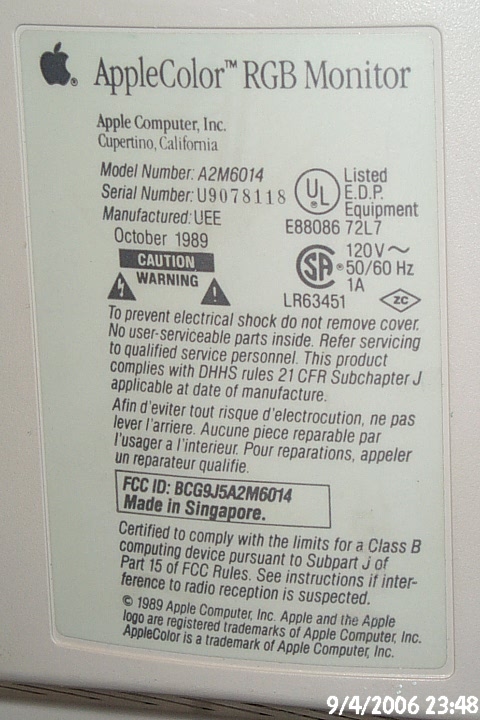 AppleColor™ RGB Monitor
Apple Computer, Inc.
Cupertino, California
Model Number: A2M6014
Serial Number: U9078118
Manufactured: UEE
October 1989
CAUTION
WARNING
UL
®
Listed
E.D.P.
Equipment
E88086 72L7
SA ®
120V~
50/60 Hz
1A
LR63451
ZC
To prevent electrical shock do not remove cover.
No user-serviceable parts inside. Refer servicing
to qualified service personnel. This product
complies with DHHS rules 21 CFR Subchapter J
applicable at date of manufacture.
Afin d'eviter tout risque d'electrocution, ne pas
lever l'arriere. Aucune piece reparable par
l'usager a l'interieur. Pour reparations, appeler
un reparateur qualifie.
FCC ID: BCG9J5A2M6014
Made in Singapore.
Certified to comply with the limits for a Class B
computing device pursuant to Subpart J of
Part 15 of FCC Rules. See instructions if inter-
ference to radio reception is suspected.
© 1989 Apple Computer, Inc. Apple and the Apple
logo are registered trademarks of Apple Computer, Inc.
AppleColor is a trademark of Apple Computer, Inc.
9/4/2006 23:48